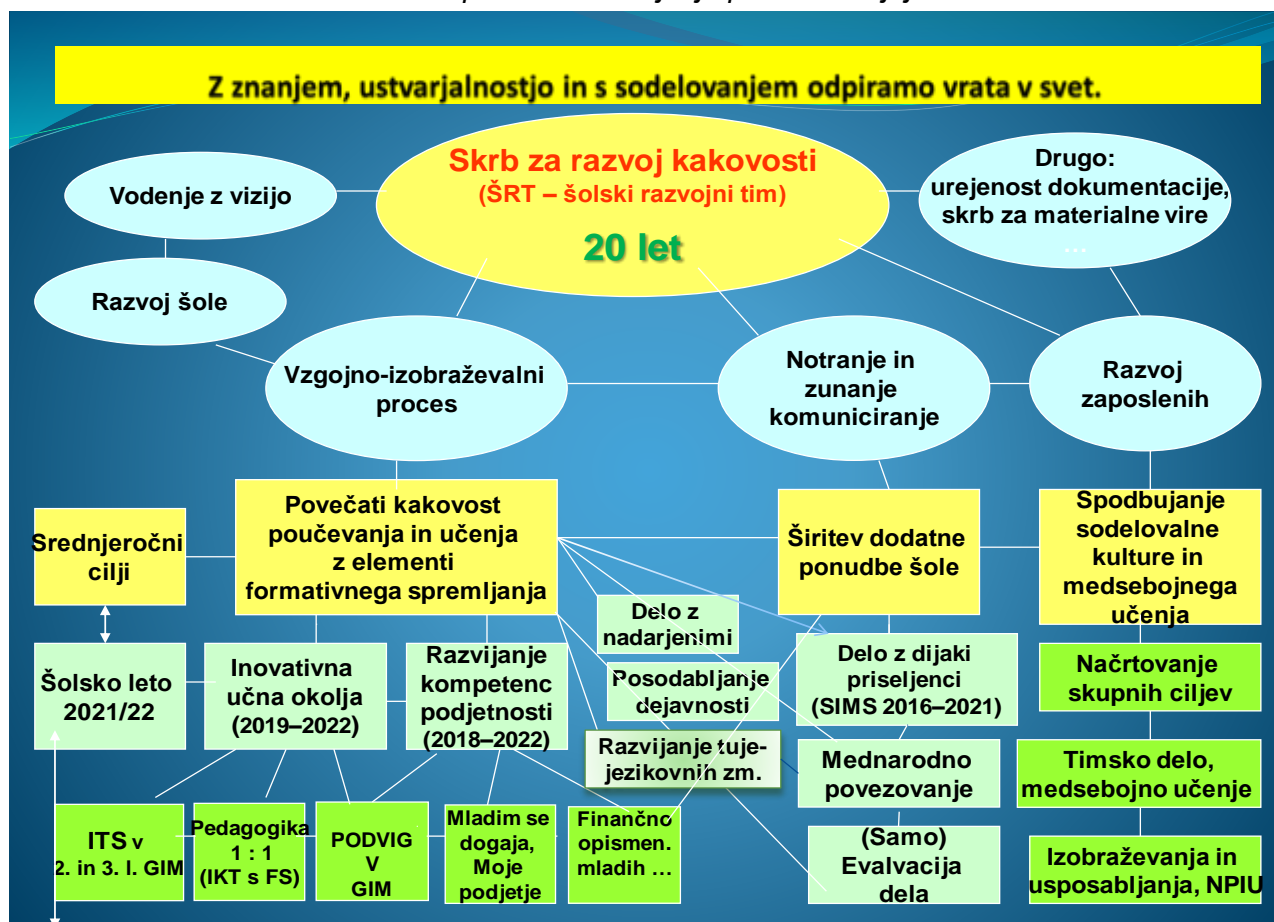 Z znanjem, ustvarjalnostjo in s sodelovanjem odpiramo vrata v svet.
Skrb za razvoj kakovosti
(ŠRT – šolski razvojni tim)
20 let
Vodenje z vizijo
Drugo:
urejenost dokumentacije,
skrb za materialne vire
…
Razvoj šole
Vzgojno-izobraževalni
proces
Notranje in
zunanje
komuniciranje
Razvoj
zaposlenih
Srednjeročni
cilji
Povečati kakovost
poučevanja in učenja
z elementi
formativnega spremljanja
Širitev dodatne
ponudbe šole
Spodbujanje
sodelovalne
kulture in
medsebojnega
učenja
Šolsko leto
2021/22
Inovativna
učna okolja
(2019–2022)
Razvijanje
kompetenc
podjetnosti
(2018–2022)
Delo z
nadarjenimi
Posodabljanje
dejavnosti
Razvijanje tuje-
jezikovnih zm.
Delo z dijaki
priseljenci
(SIMS 2016–2021)
Mednarodno
povezovanje
(Samo)
Evalvacija
dela
Načrtovanje
skupnih ciljev
Timsko delo,
medsebojno učenje
Izobraževanja in
usposabljanja, NPIU
ITS v
2. in 3. l. GIM
Pedagogika
1 : 1
(IKT s FS)
PODVIG
V
GIM
Mladim se
dogaja,
Moje
podjetje
Finančno
opismen.
mladih …